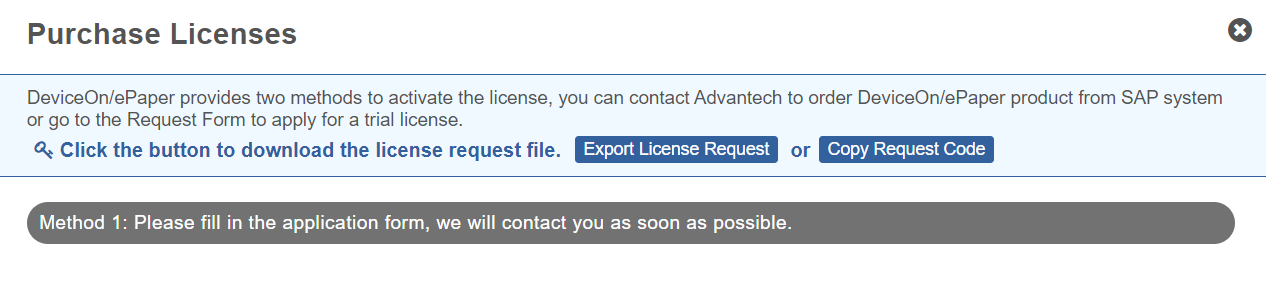 Purchase Licenses
DeviceOn/ePaper provides two methods to activate the license, you can contact Advantech to order DeviceOn/ePaper product from SAP system
or go to the Request Form to apply for a trial license.
Click the button to download the license request file. Export License Request or Copy Request Code
Method 1: Please fill in the application form, we will contact you as soon as possible.